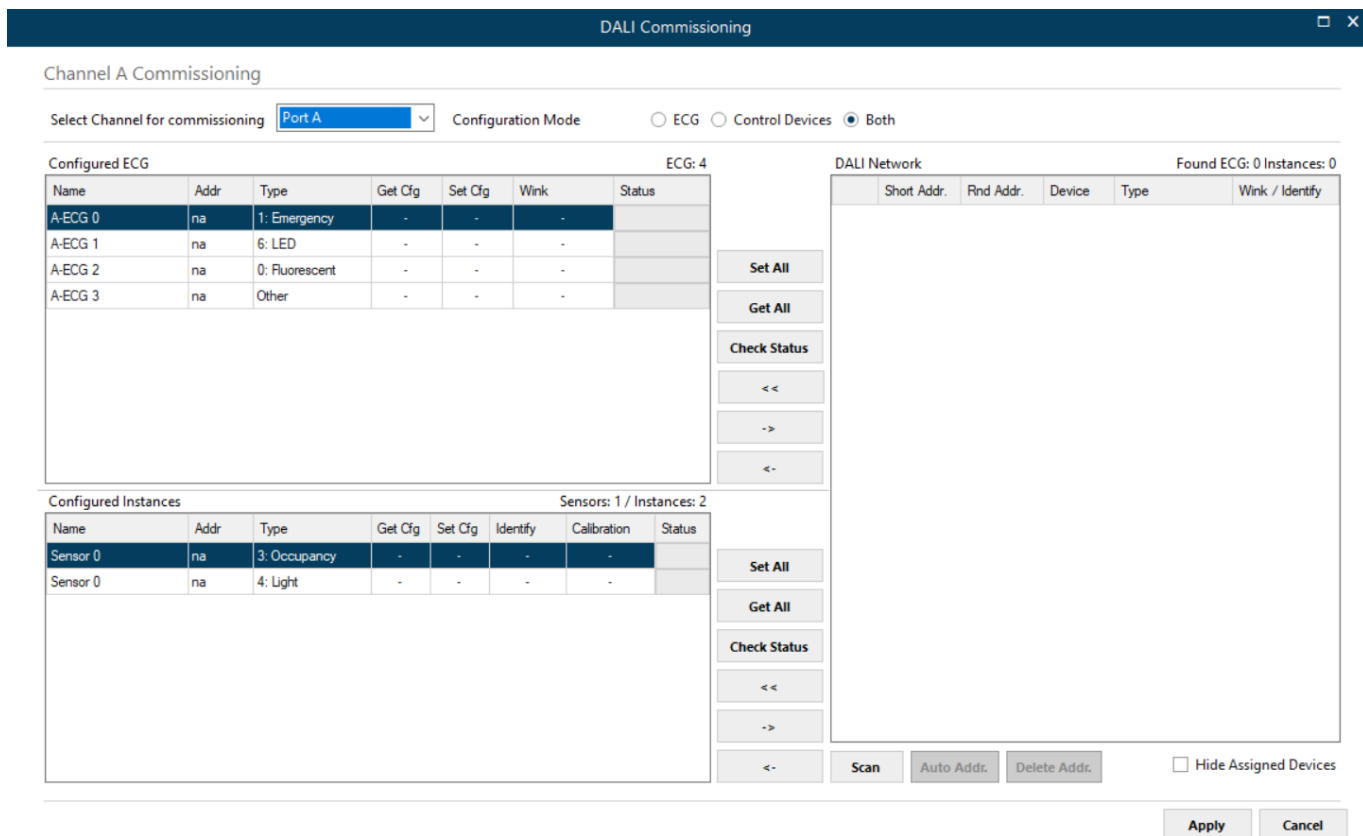 DALI Commissioning
Channel A Commissioning
Select Channel for commissioning Port A Configuration Mode ECG Control Devices Both
Configured ECG ECG: 4
Name Addr Type Get Cfg Set Cfg Wink Status
A-ECG 0 na 1: Emergency - - -
A-ECG 1 na 6: LED - - -
A-ECG 2 na 0: Fluorescent - - -
A-ECG 3 na Other - - -
Set All
Get All
Check Status
<<
->
<-
Configured Instances Sensors: 1 / Instances: 2
Name Addr Type Get Cfg Set Cfg Identify Calibration Status
Sensor 0 na 3: Occupancy - - - -
Sensor 0 na 4: Light - - - -
Set All
Get All
Check Status
<<
->
<-
DALI Network Found ECG: 0 Instances: 0
Short Addr. Rnd Addr. Device Type Wink / Identify
Scan Auto Addr. Delete Addr. Hide Assigned Devices
Apply Cancel